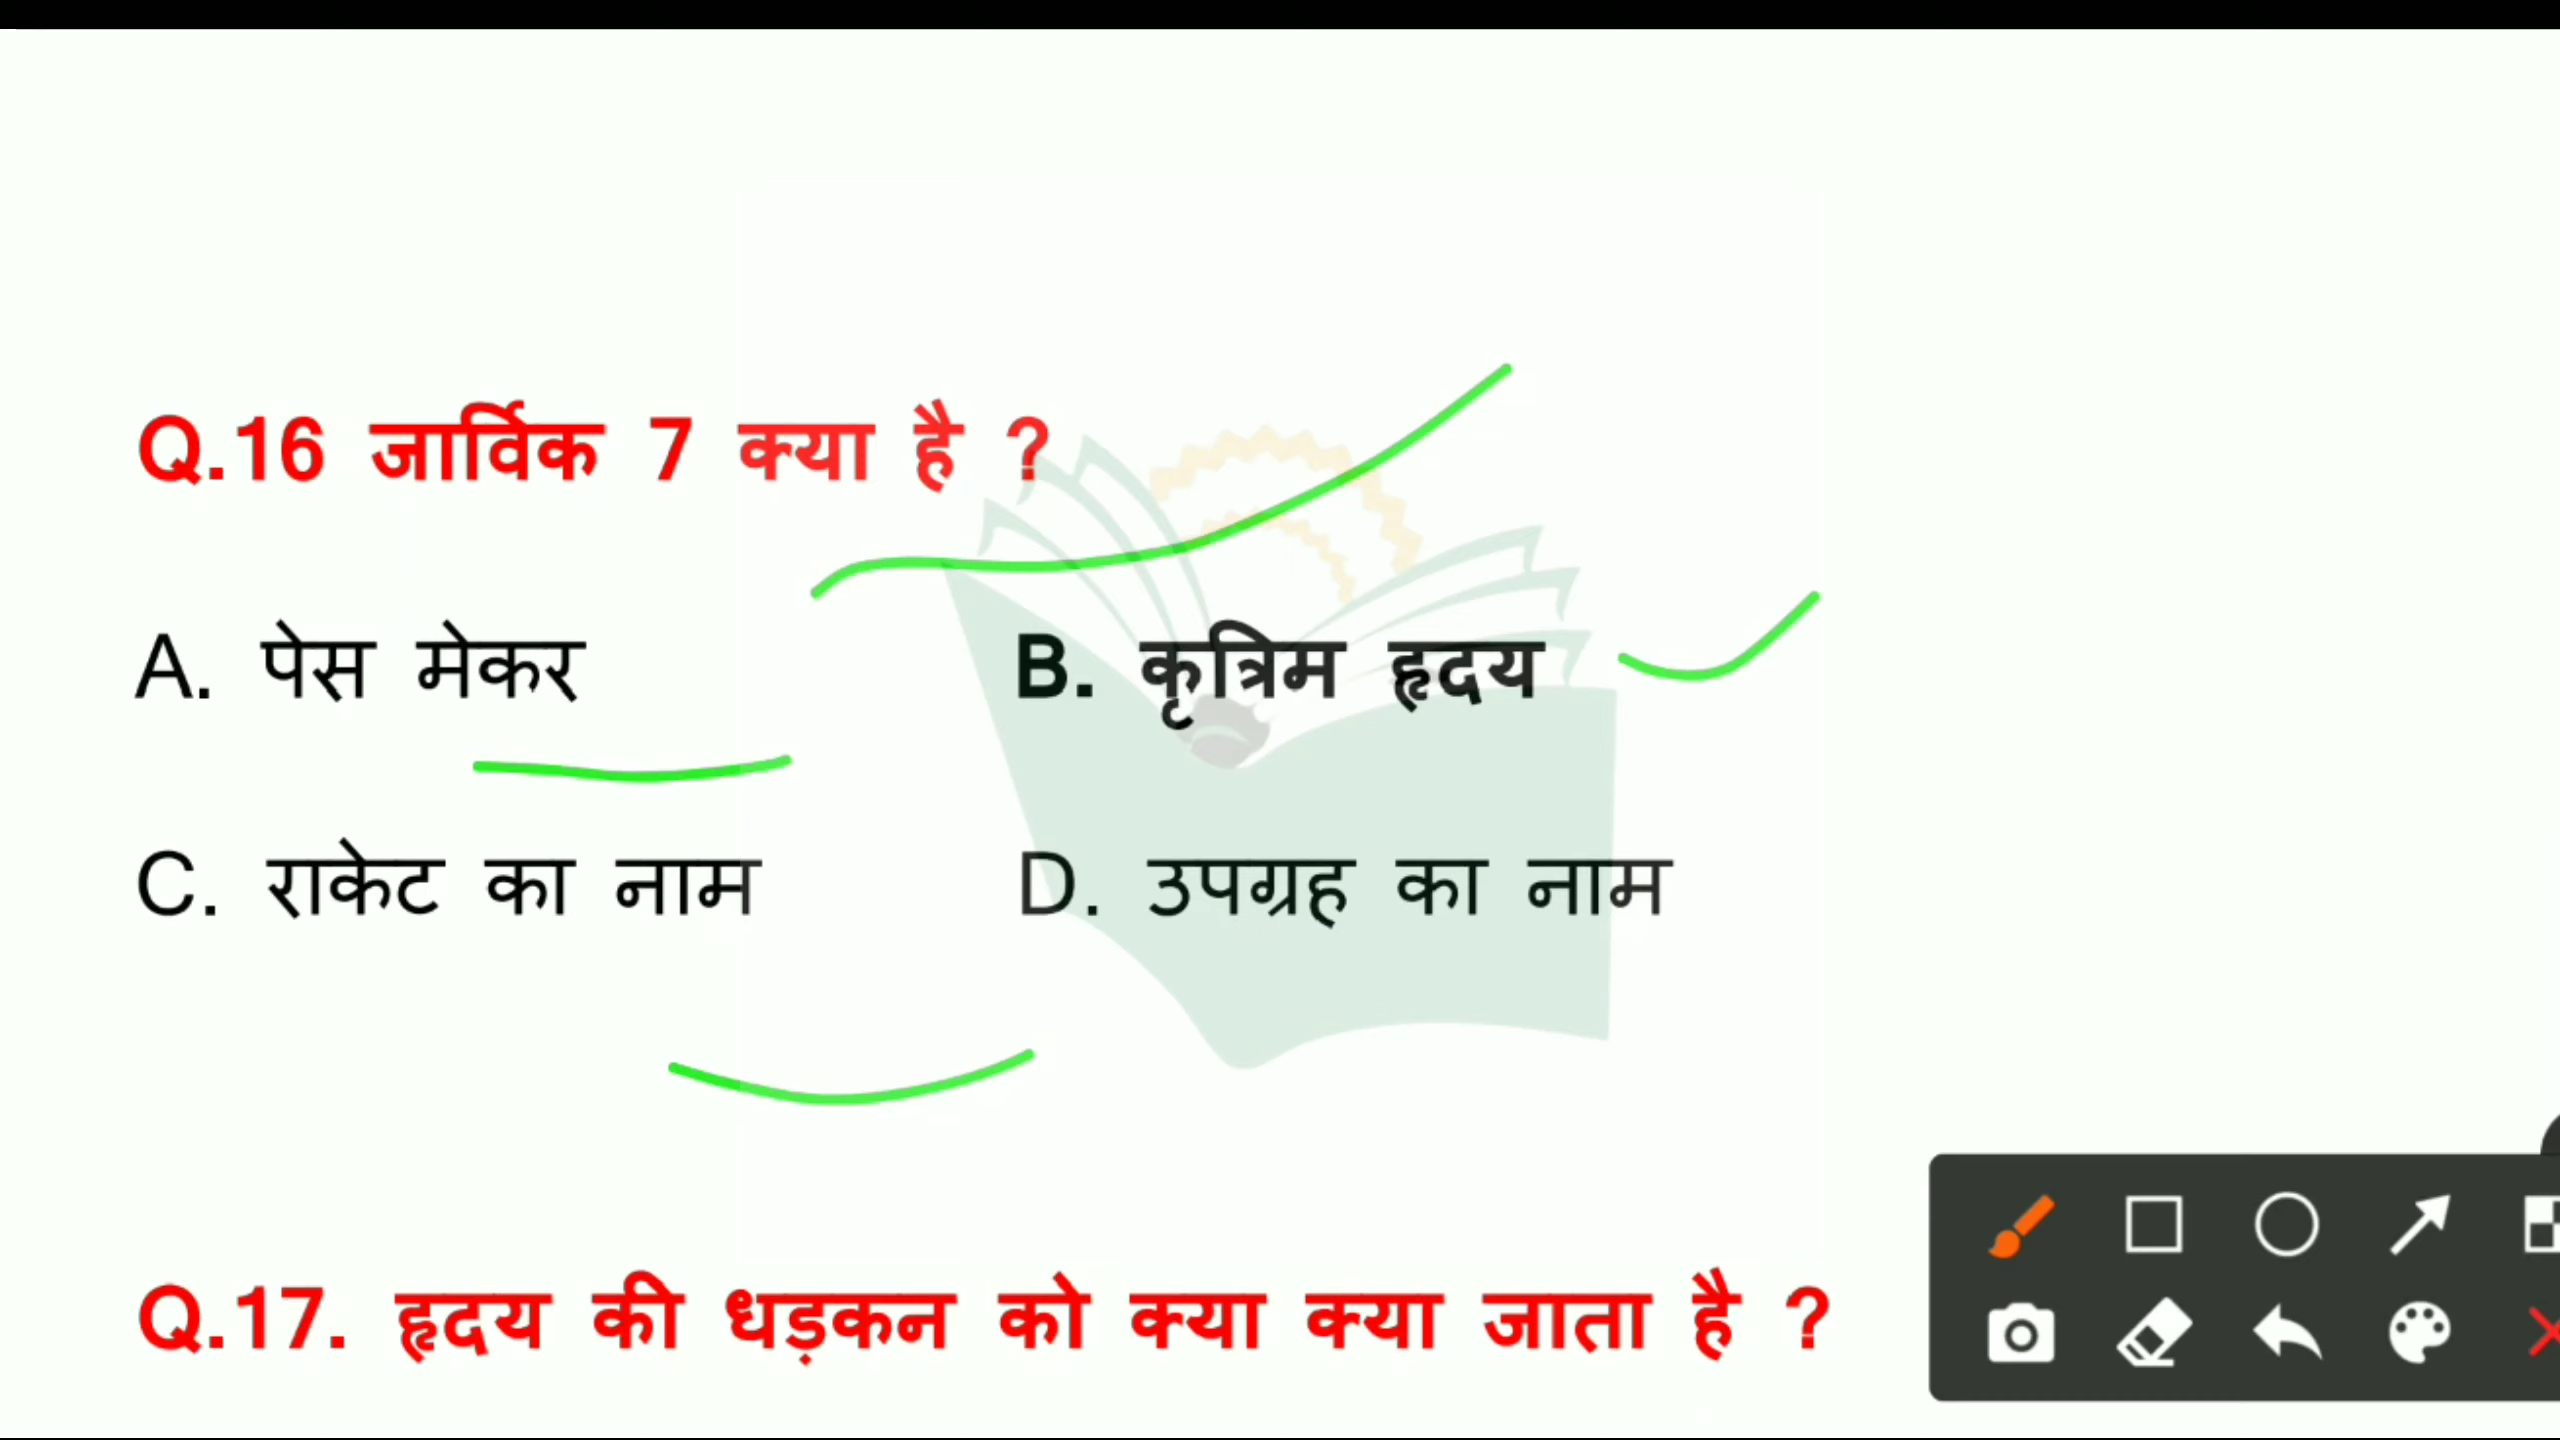 Q.16 जार्विक 7 क्या है ?
A. पेस मेकर B. कृत्रिम हृदय
C. राकेट का नाम D. उपग्रह का नाम
Q.17. हृदय की धड़कन को क्या क्या जाता है ?